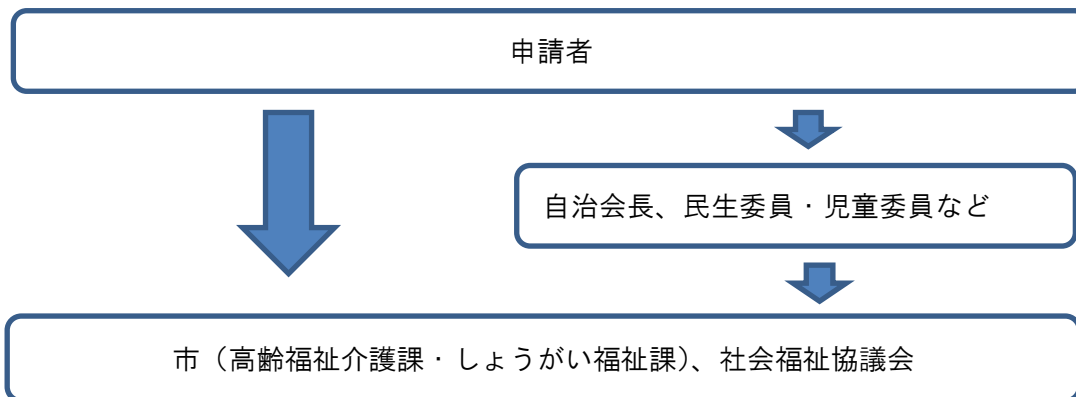 申請者
自治会長、民生委員・児童委員など
市（高齢福祉介護課・しょうがい福祉課）、社会福祉協議会